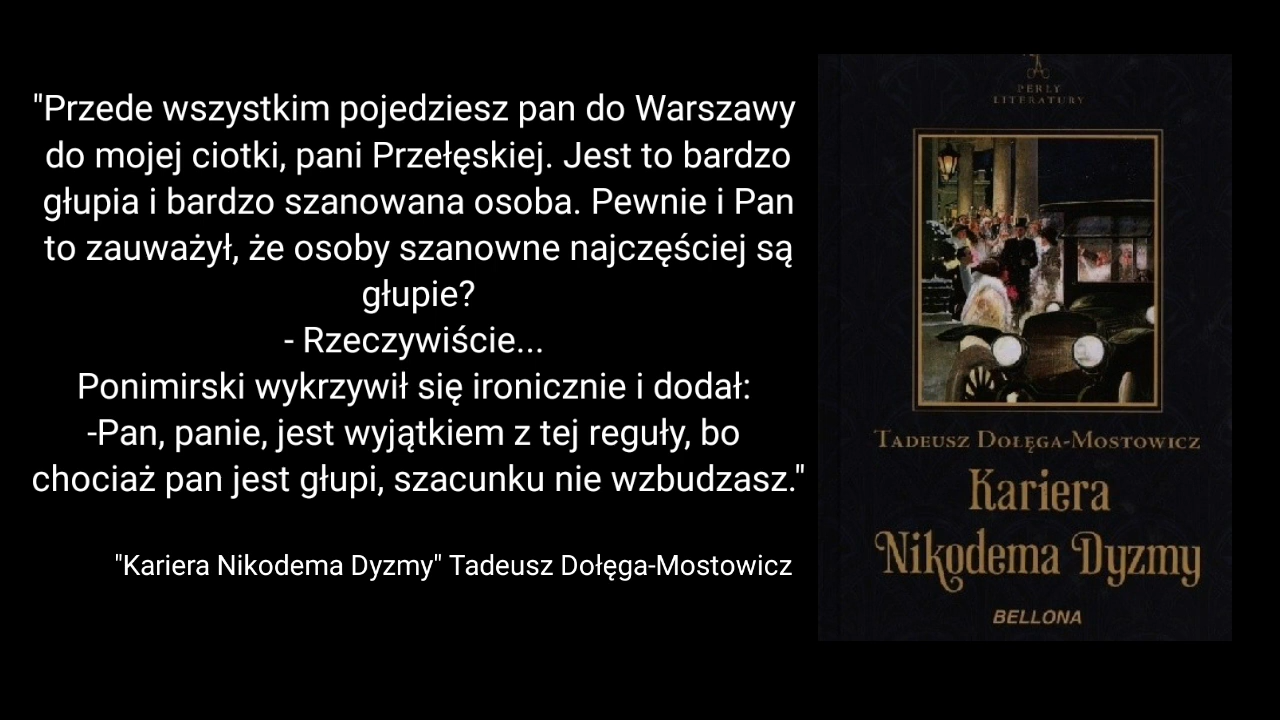 "Przede wszystkim pojedziesz pan do Warszawy
do mojej ciotki, pani Przełęskiej. Jest to bardzo
głupia i bardzo szanowana osoba. Pewnie i Pan
to zauważył, że osoby szanowne najczęściej są
głupie?
- Rzeczywiście...
Ponimirski wykrzywił się ironicznie i dodał:
-Pan, panie, jest wyjątkiem z tej reguły, bo
chociaż pan jest głupi, szacunku nie wzbudzasz."
"Kariera Nikodema Dyzmy" Tadeusz Dołęga-Mostowicz
PERŁY
LITERATURY
TADEUSZ DOŁĘGA-MOSTOWICZ
Kariera
Nikodema Dyzmy
BELLONA